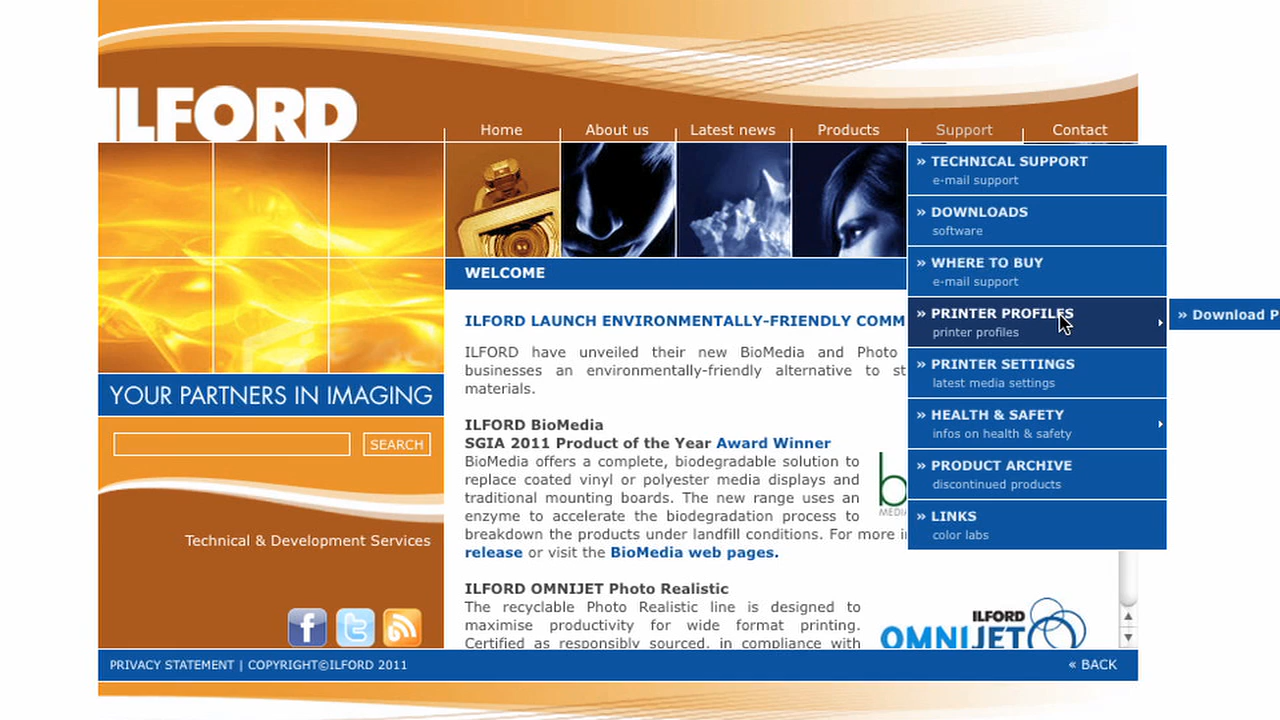 ILFORD
Home
About us
Latest news
Products
Support
Contact
» TECHNICAL SUPPORT
e-mail support
» DOWNLOADS
software
» WHERE TO BUY
e-mail support
» PRINTER PROFILES
printer profiles
» Download P
» PRINTER SETTINGS
latest media settings
» HEALTH & SAFETY
infos on health & safety
» PRODUCT ARCHIVE
discontinued products
» LINKS
color labs
YOUR PARTNERS IN IMAGING
SEARCH
Technical & Development Services
WELCOME
ILFORD LAUNCH ENVIRONMENTALLY-FRIENDLY COMM
ILFORD have unveiled their new BioMedia and Photo
businesses an environmentally-friendly alternative to st
materials.
ILFORD BioMedia
SGIA 2011 Product of the Year Award Winner
BioMedia offers a complete, biodegradable solution to
replace coated vinyl or polyester media displays and
traditional mounting boards. The new range uses an
enzyme to accelerate the biodegradation process to
breakdown the products under landfill conditions. For more i
release or visit the BioMedia web pages.
b
MEDIA
ILFORD OMNIJET Photo Realistic
The recyclable Photo Realistic line is designed to
maximise productivity for wide format printing.
Certified as responsibly sourced, in compliance with
ILFORD
OMNIJET
PRIVACY STATEMENT | COPYRIGHT©ILFORD 2011
« BACK